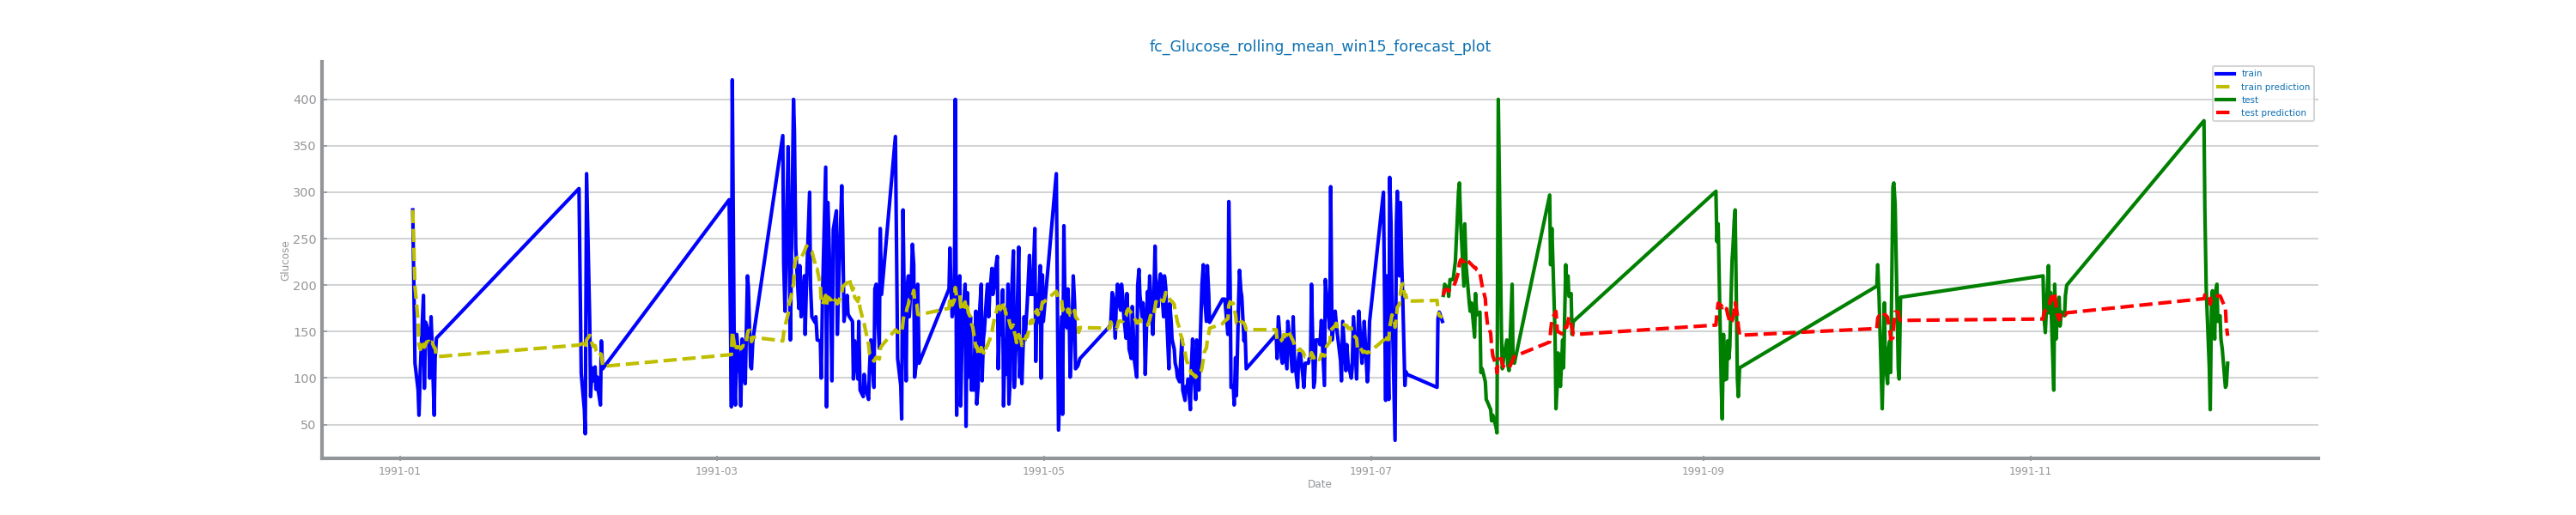 fc_Glucose_rolling_mean_win15_forecast_plot
train
train prediction
test
test prediction
400
350
300
250
200
150
100
50
Glucose
1991-01
1991-03
1991-05
1991-07
1991-09
1991-11
Date